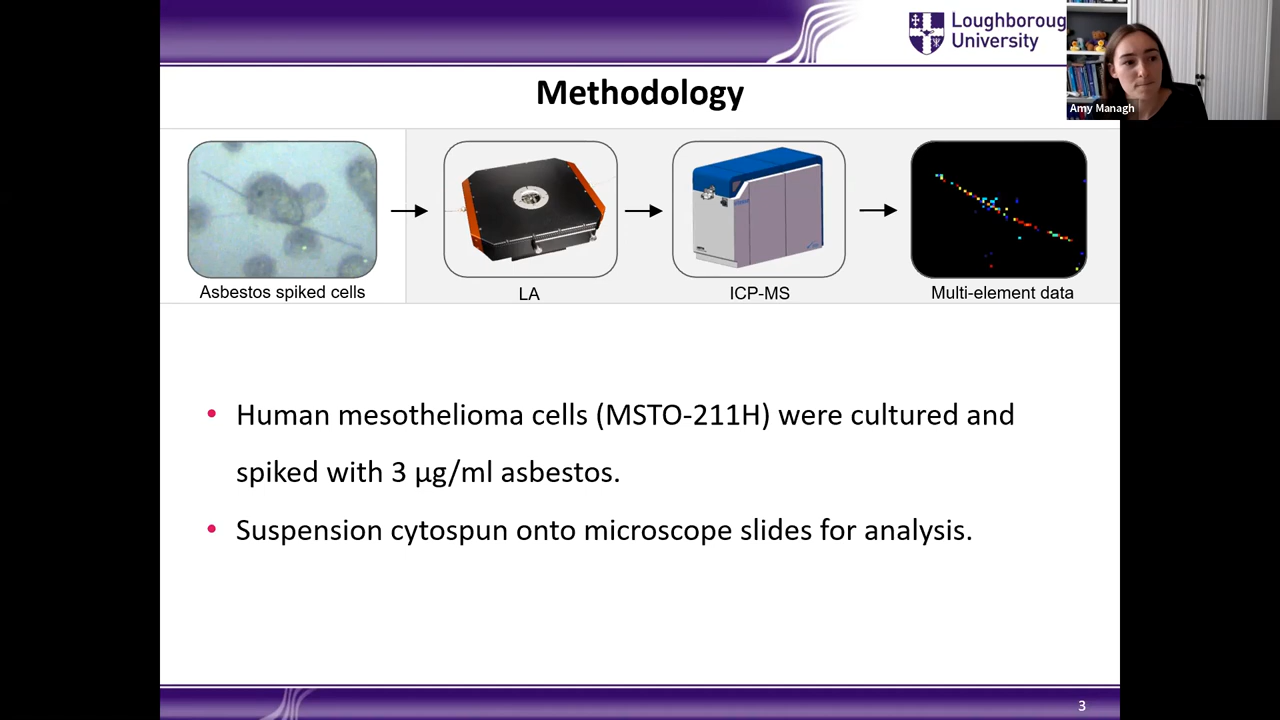 Loughboroug
University
Amy Managh
Methodology
Asbestos spiked cells
LA
ICP-MS
Multi-element data
• Human mesothelioma cells (MSTO-211H) were cultured and
spiked with 3 µg/ml asbestos.
• Suspension cytospun onto microscope slides for analysis.
3